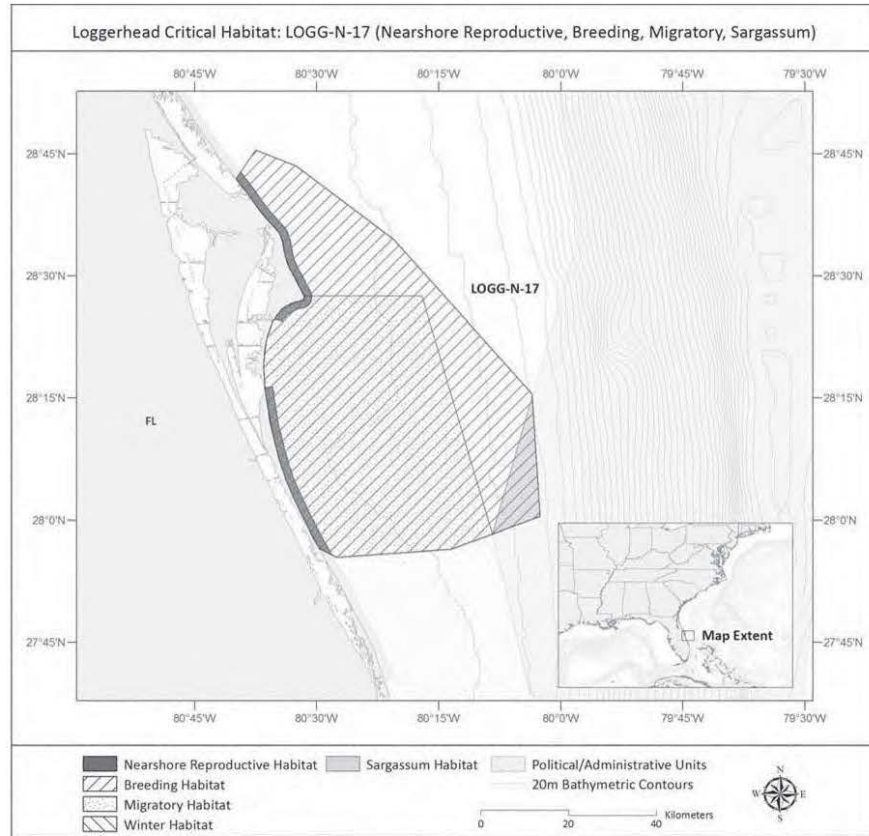 Loggerhead Critical Habitat: LOGG-N-17 (Nearshore Reproductive, Breeding, Migratory, Sargassum)
80°45'W 80°30'W 80°15'W 80°0'W 79°45'W 79°30'W
28°45'N 28°45'N
28°30'N 28°30'N
LOGG-N-17
28°15'N 28°15'N
FL
28°0'N 28°0'N
27°45'N 27°45'N
Map Extent
80°45'W 80°30'W 80°15'W 80°0'W 79°45'W 79°30'W
Nearshore Reproductive Habitat Sargassum Habitat Political/Administrative Units
Breeding Habitat 20m Bathymetric Contours
Migratory Habitat
Winter Habitat
Kilometers
0 20 40
N
W E
S